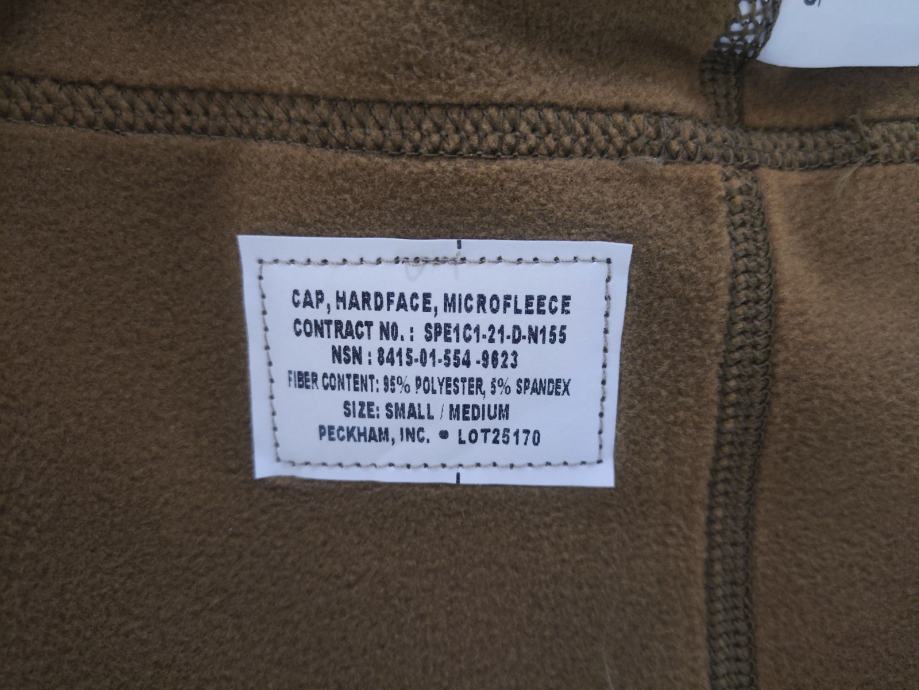 CAP, HARDFACE, MICROFLEECE
CONTRACT NO. : SPE1C1-21-D-N155
NSN : 8415-01-554-9623
FIBER CONTENT: 95% POLYESTER, 5% SPANDEX
SIZE: SMALL / MEDIUM
PECKHAM, INC. ● LOT25170